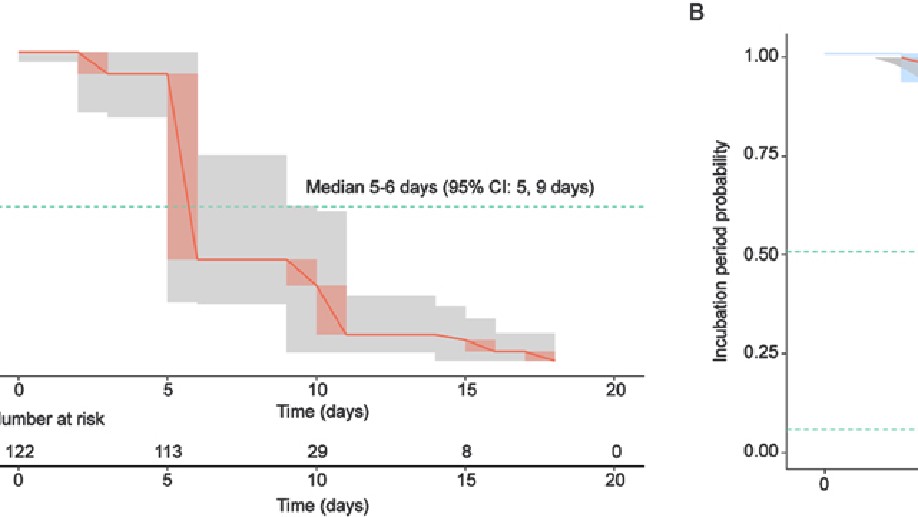 B
Median 5-6 days (95% CI: 5, 9 days)
0 5 10 15 20
Time (days)
umber at risk
122 113 29 8 0
0 5 10 15 20
Time (days)
Incubation period probability
1.00
0.75
0.50
0.25
0.00
0